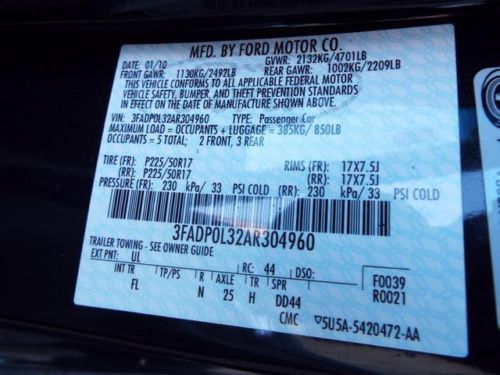 MFD. BY FORD MOTOR CO.
DATE: 01/10 GVWR: 2132KG/4701LB
FRONT GAWR: 1130KG/2492LB REAR GAWR: 1002KG/2209LB
THIS VEHICLE CONFORMS TO ALL APPLICABLE FEDERAL MOTOR
VEHICLE SAFETY, BUMPER, AND THEFT PREVENTION STANDARDS
IN EFFECT ON THE DATE OF MANUFACTURE SHOWN ABOVE.
VIN: 3FADP0L32AR304960 TYPE: Passenger Car
MAXIMUM LOAD = OCCUPANTS + LUGGAGE = 385KG/ 850LB
OCCUPANTS = 5 TOTAL; 2 FRONT, 3 REAR
TIRE (FR): P225/50R17 RIMS (FR): 17X7.5J
(RR): P225/50R17 (RR): 17X7.5J
PRESSURE (FR): 230 kPa/ 33 PSI COLD (RR): 230 kPa/ 33 PSI COLD
3FADP0L32AR304960
TRAILER TOWING - SEE OWNER GUIDE
EXT PNT: UL RC: 44 F0039
INT TR TP/PS R AXLE TR SPR R0021
FL N 25 H DD44
CMC ▽5U5A-5420472-AA